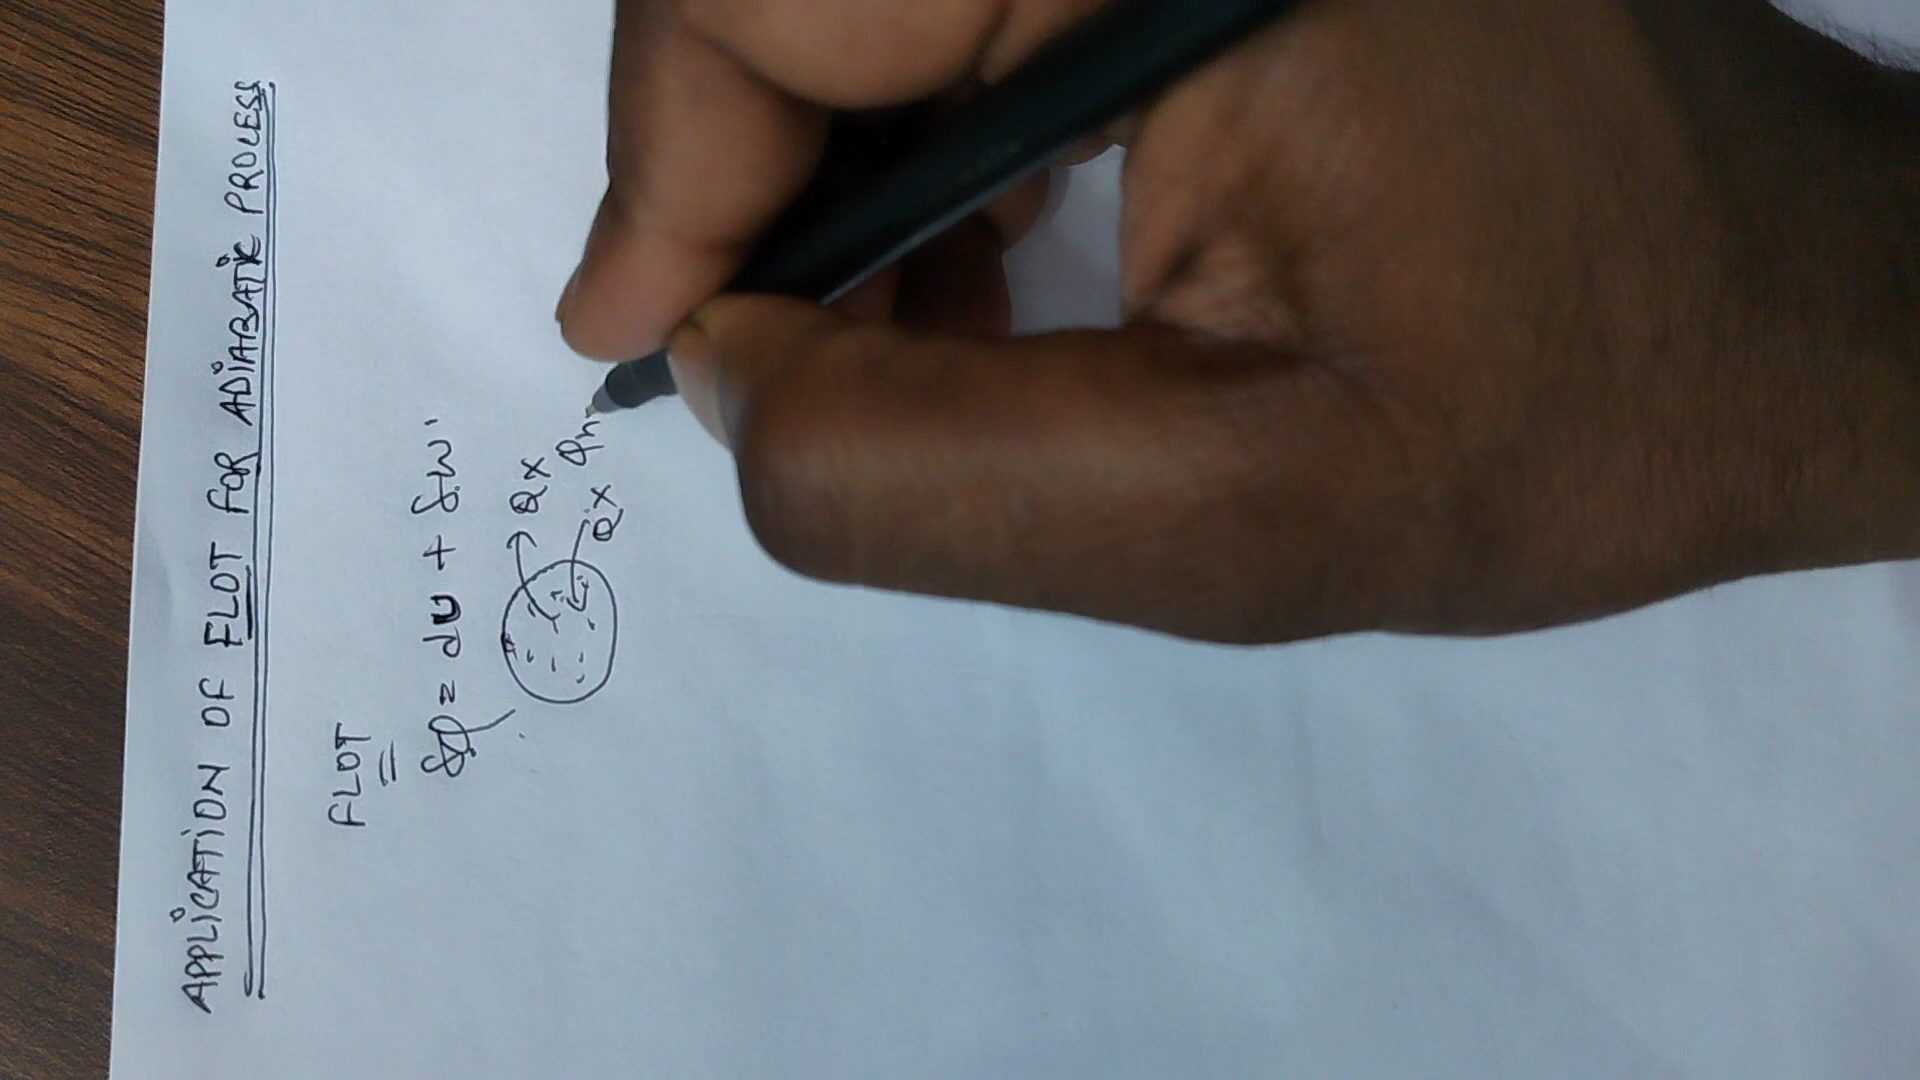 APPLICATION OF FLOT FOR ADIABATIC PROCESS
FLOT
δQ = dU + δW.
QX
QX